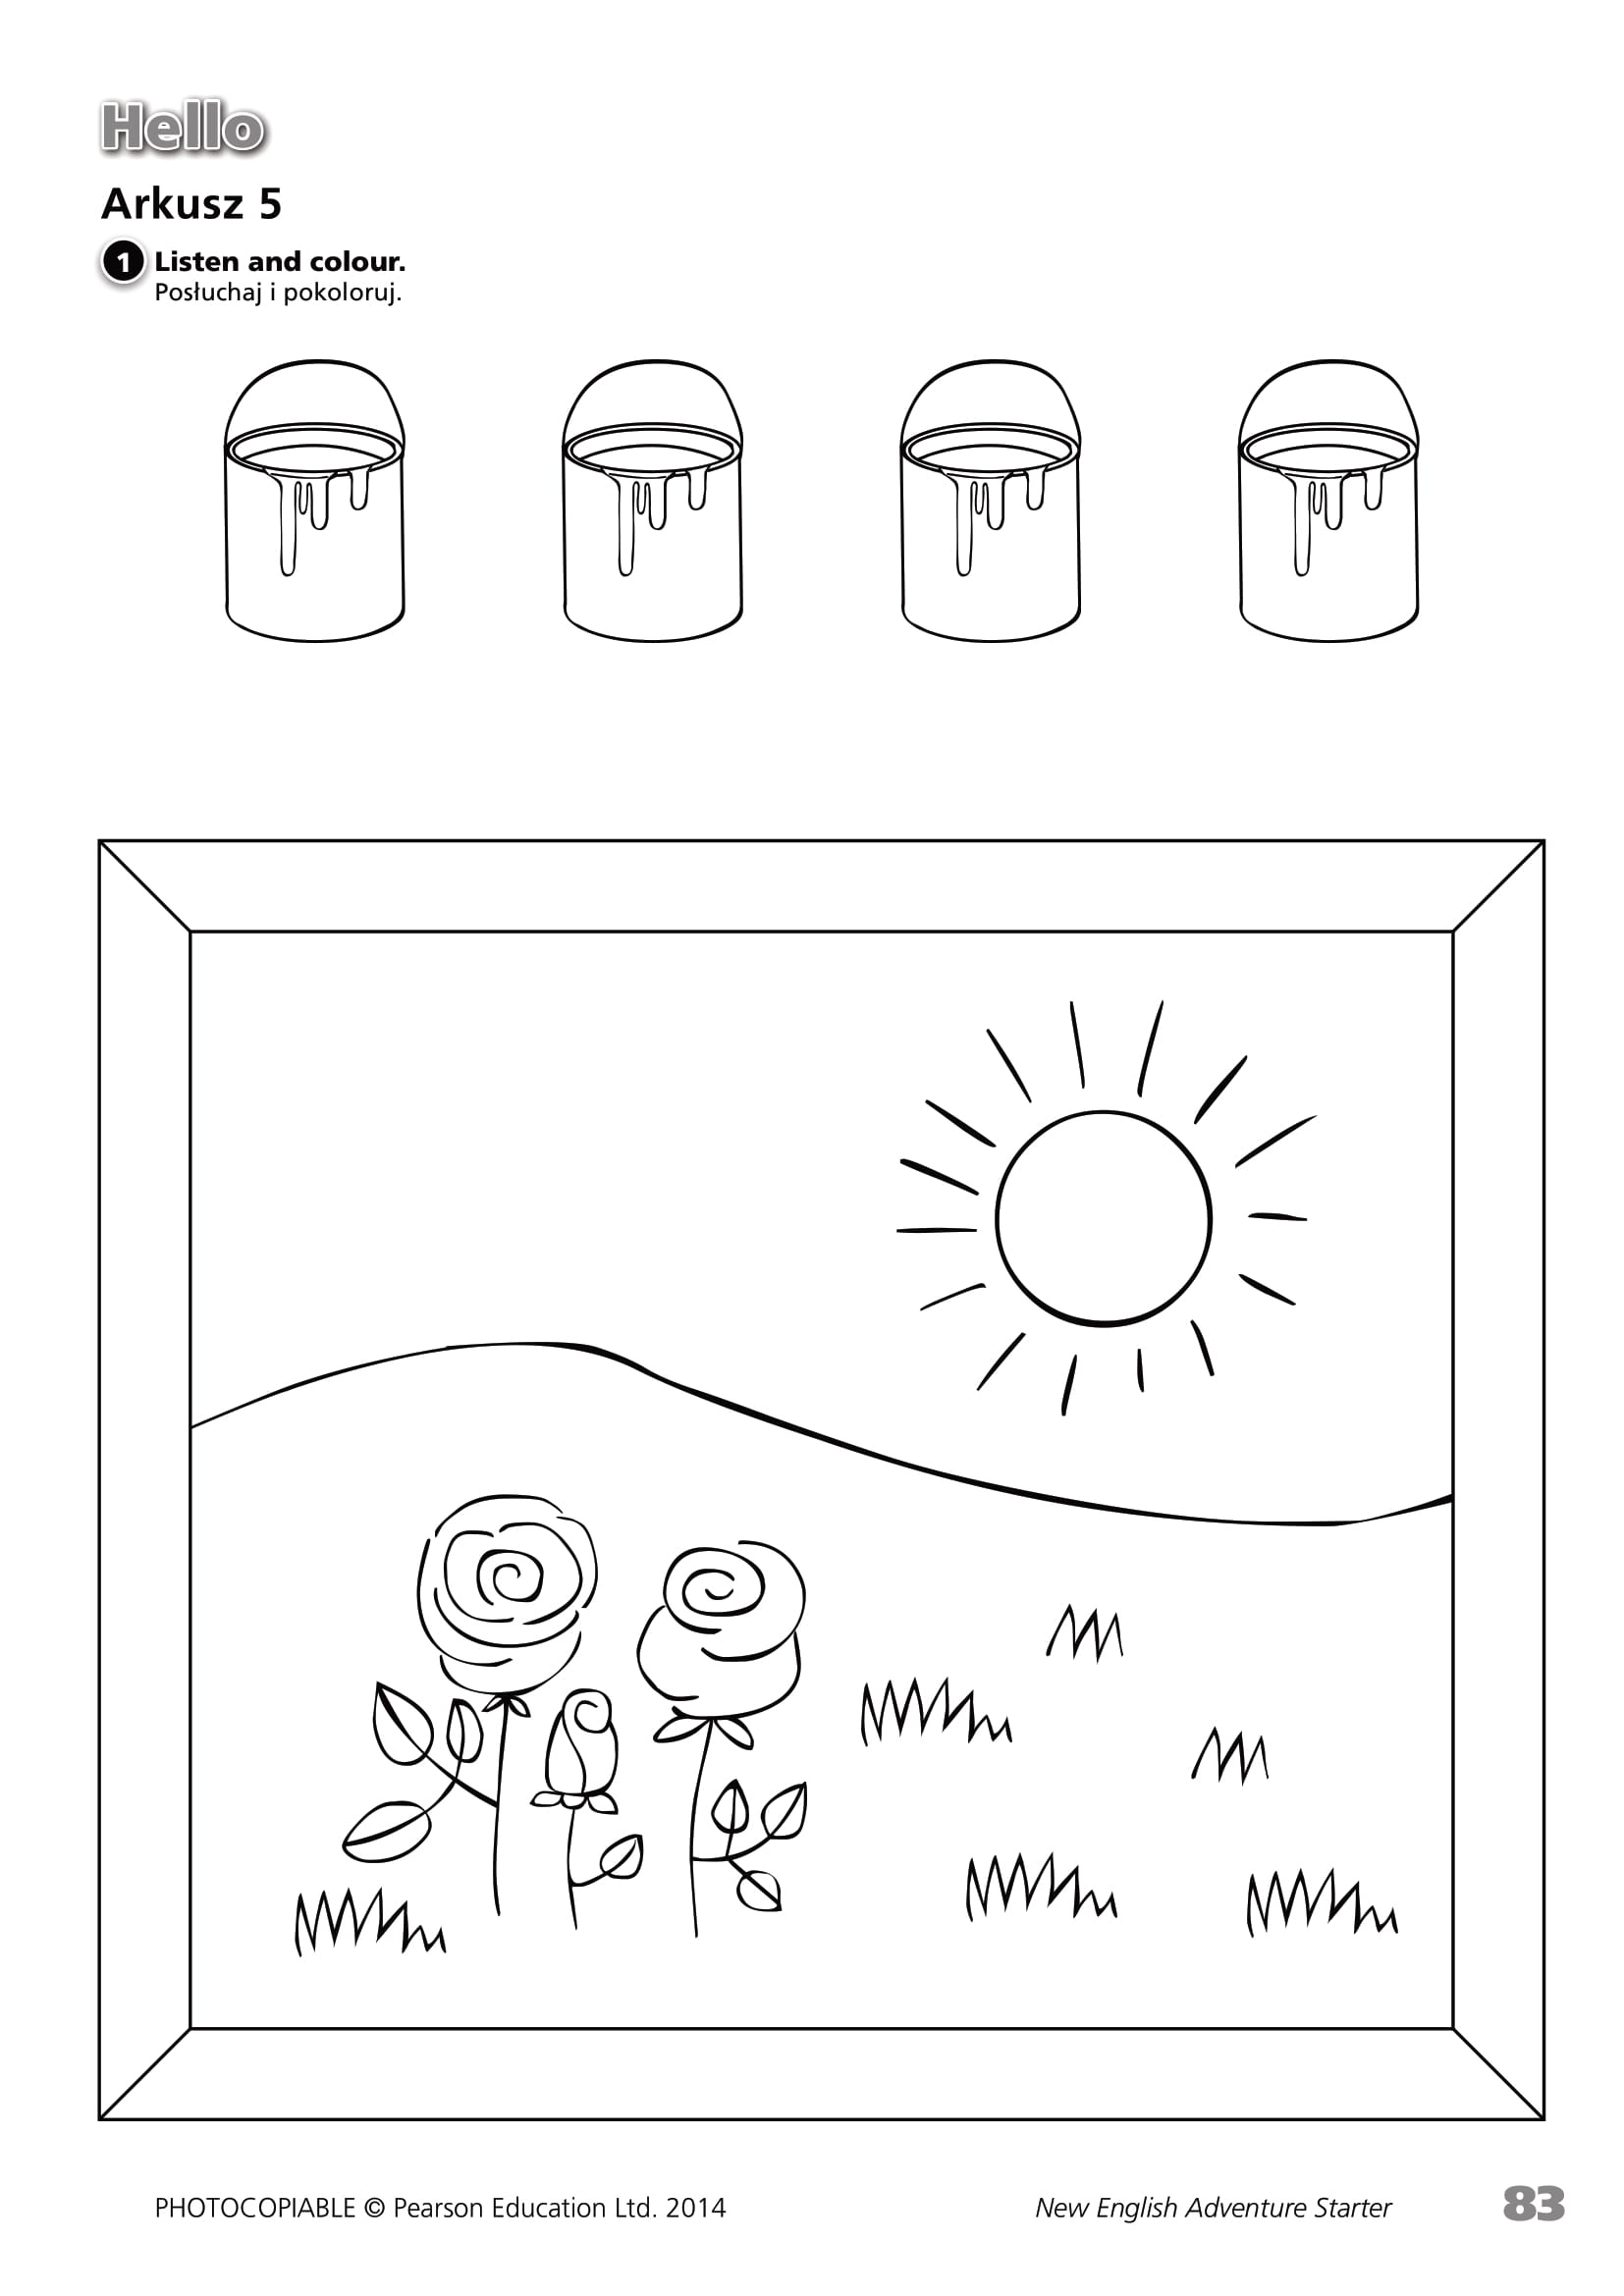 Hello
Arkusz 5
1 Listen and colour.
Posłuchaj i pokoloruj.
PHOTOCOPIABLE © Pearson Education Ltd. 2014 New English Adventure Starter 83